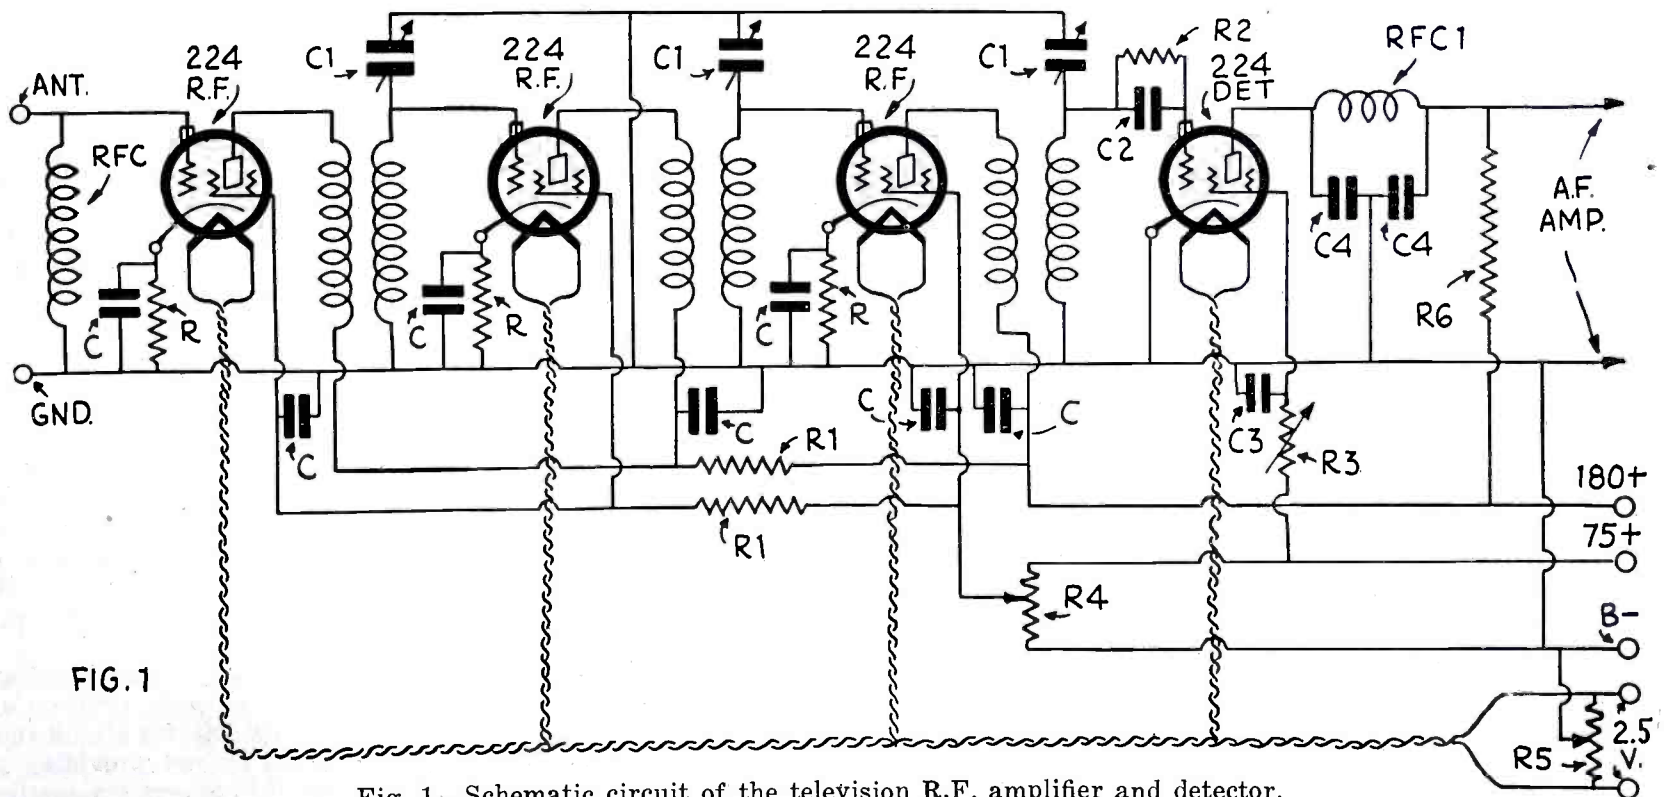 ANT.
224
R.F.
C1
224
R.F.
C1
224
R.F.
C1
R2
224
DET
RFC1
RFC
C2
C4
C4
A.F.
AMP.
R6
C
R
C
R
C
R
GND.
C
C
C
C
C3
R3
R1
R1
180+
75+
R4
B-
2.5
V.
R5
FIG. 1
Fig. 1. Schematic circuit of the television R.F. amplifier and detector.